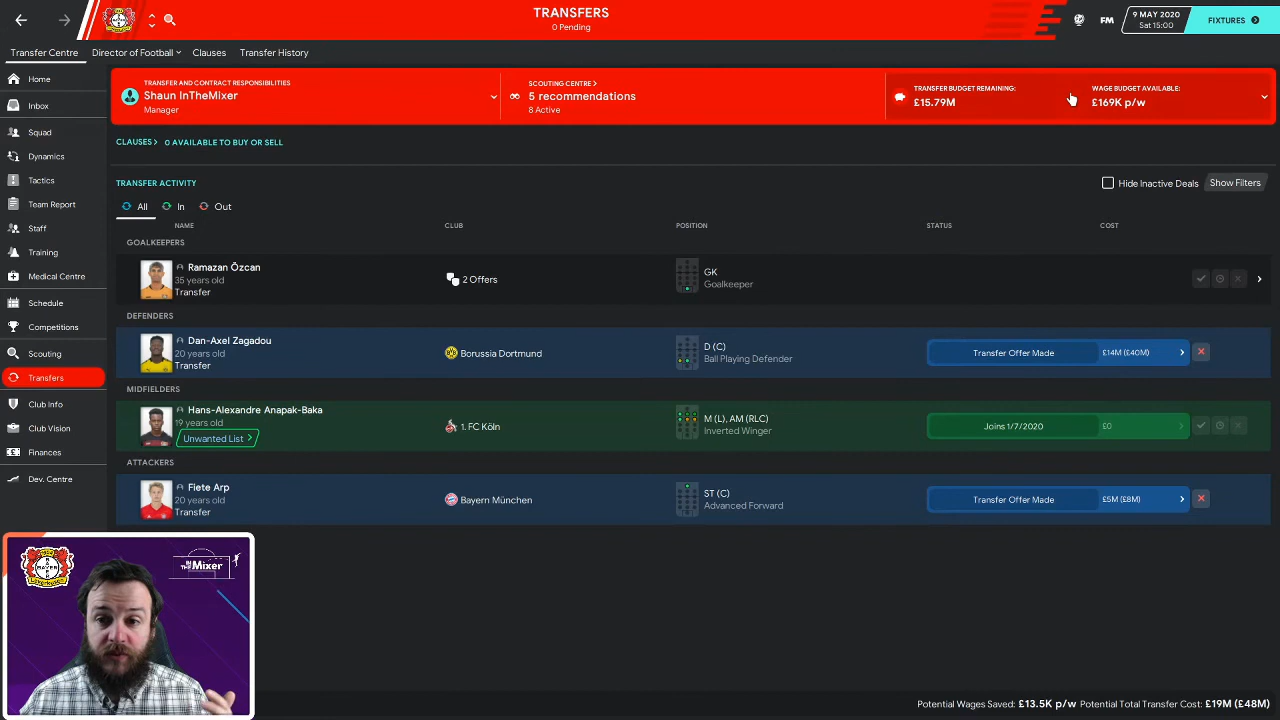 TRANSFERS
0 Pending
9 MAY 2020
Sat 15:00
FM
FIXTURES
Transfer Centre
Director of Football
Clauses
Transfer History
Home
Inbox
Squad
Dynamics
Tactics
Team Report
Staff
Training
Medical Centre
Schedule
Competitions
Scouting
Transfers
Club Info
Club Vision
Finances
Dev. Centre
TRANSFER AND CONTRACT RESPONSIBILITIES
Shaun InTheMixer
Manager
SCOUTING CENTRE >
5 recommendations
8 Active
TRANSFER BUDGET REMAINING:
£15.79M
WAGE BUDGET AVAILABLE:
£169K p/w
CLAUSES > 0 AVAILABLE TO BUY OR SELL
TRANSFER ACTIVITY
Hide Inactive Deals
Show Filters
All In Out
NAME CLUB POSITION STATUS COST
GOALKEEPERS
Ramazan Özcan
35 years old
Transfer
2 Offers
GK
Goalkeeper
DEFENDERS
Dan-Axel Zagadou
20 years old
Transfer
Borussia Dortmund
D (C)
Ball Playing Defender
Transfer Offer Made
£14M (£40M)
MIDFIELDERS
Hans-Alexandre Anapak-Baka
19 years old
Unwanted List >
1. FC Köln
M (L), AM (RLC)
Inverted Winger
Joins 1/7/2020
£0
ATTACKERS
Fiete Arp
20 years old
Transfer
Bayern München
ST (C)
Advanced Forward
Transfer Offer Made
£5M (£8M)
IN THE Mixer
Potential Wages Saved: £13.5K p/w Potential Total Transfer Cost: £19M (£48M)